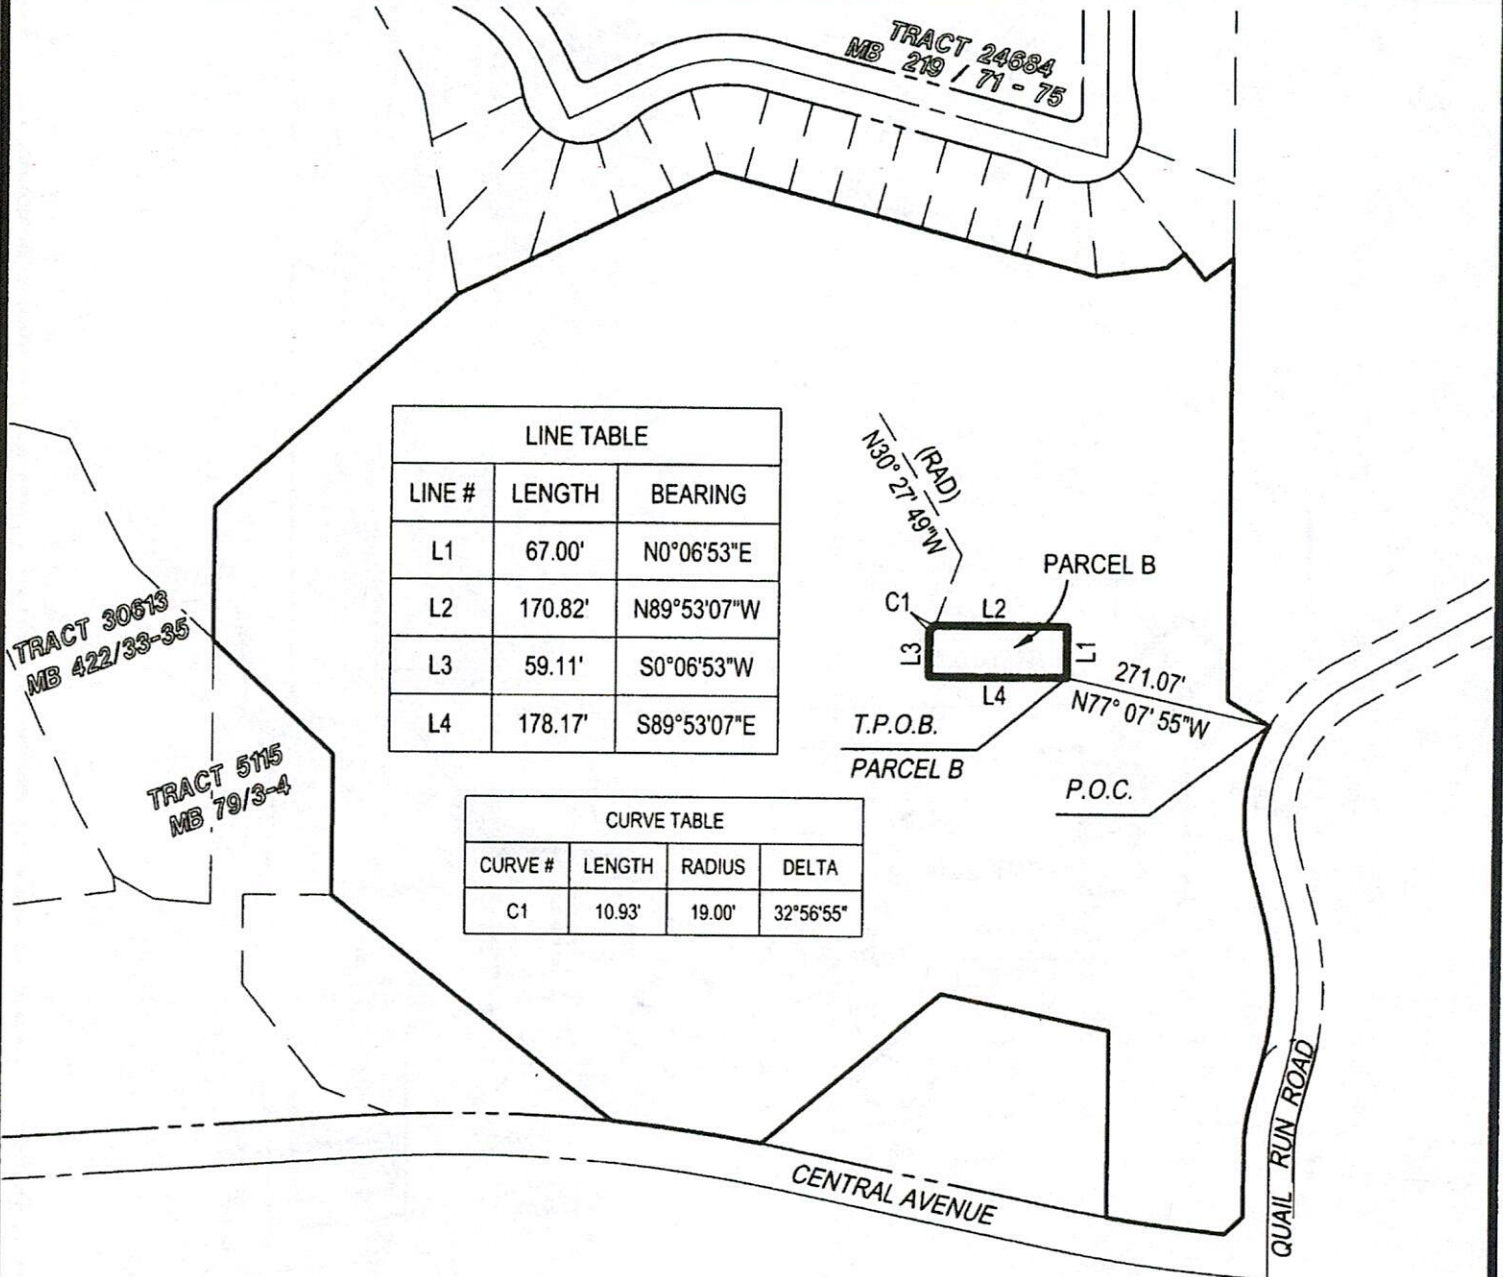 TRACT 24684
MB 219 / 71 - 75
LINE TABLE
LINE # LENGTH BEARING
L1 67.00' N0°06'53"E
L2 170.82' N89°53'07"W
L3 59.11' S0°06'53"W
L4 178.17' S89°53'07"E
(RAD)
N30° 27' 49"W
PARCEL B
C1
L2
L3
L1
L4
271.07'
N77° 07' 55"W
T.P.O.B.
PARCEL B
P.O.C.
TRACT 30613
MB 422/33-35
TRACT 5115
MB 79/3-4
CURVE TABLE
CURVE # LENGTH RADIUS DELTA
C1 10.93' 19.00' 32°56'55"
CENTRAL AVENUE
QUAIL RUN ROAD